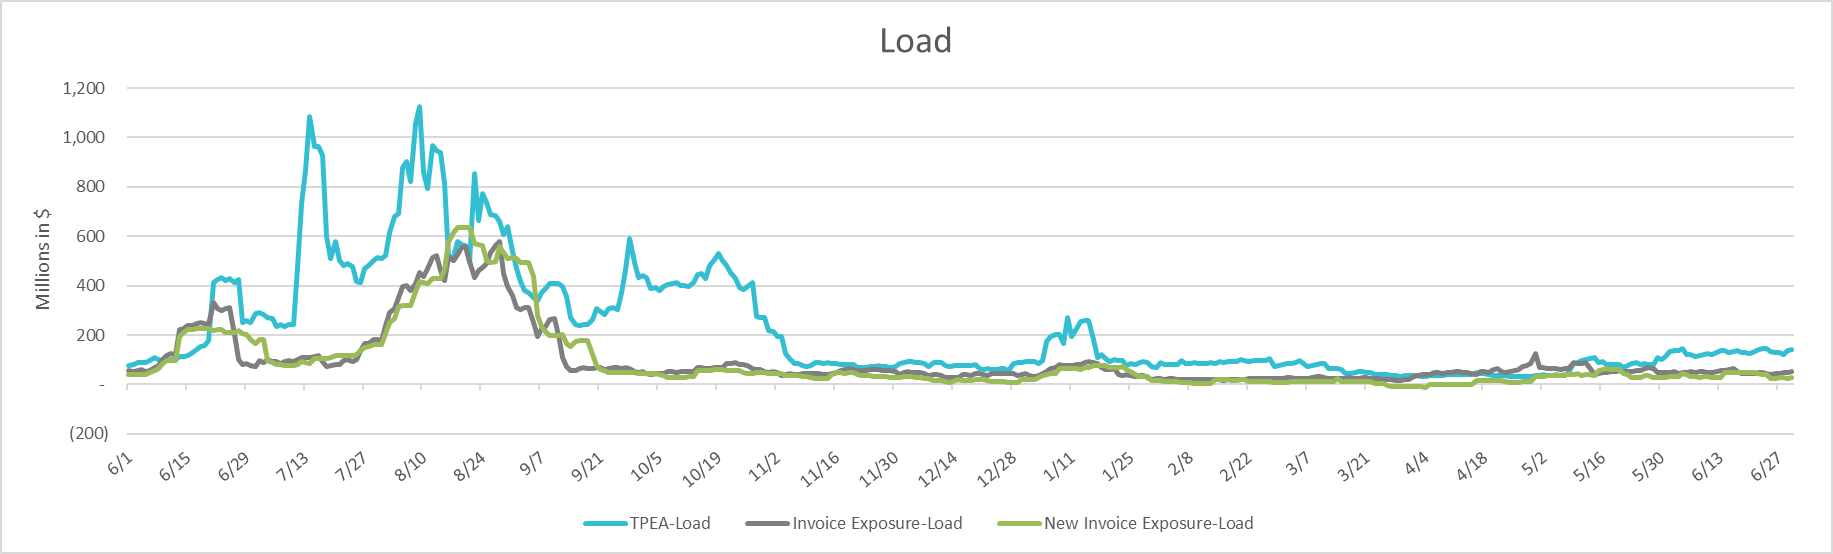 Load
Millions in $
1,200
1,000
800
600
400
200
-
(200)
6/1 6/15 6/29 7/13 7/27 8/10 8/24 9/7 9/21 10/5 10/19 11/2 11/16 11/30 12/14 12/28 1/11 1/25 2/8 2/22 3/7 3/21 4/4 4/18 5/2 5/16 5/30 6/13 6/27
TPEA-Load Invoice Exposure-Load New Invoice Exposure-Load